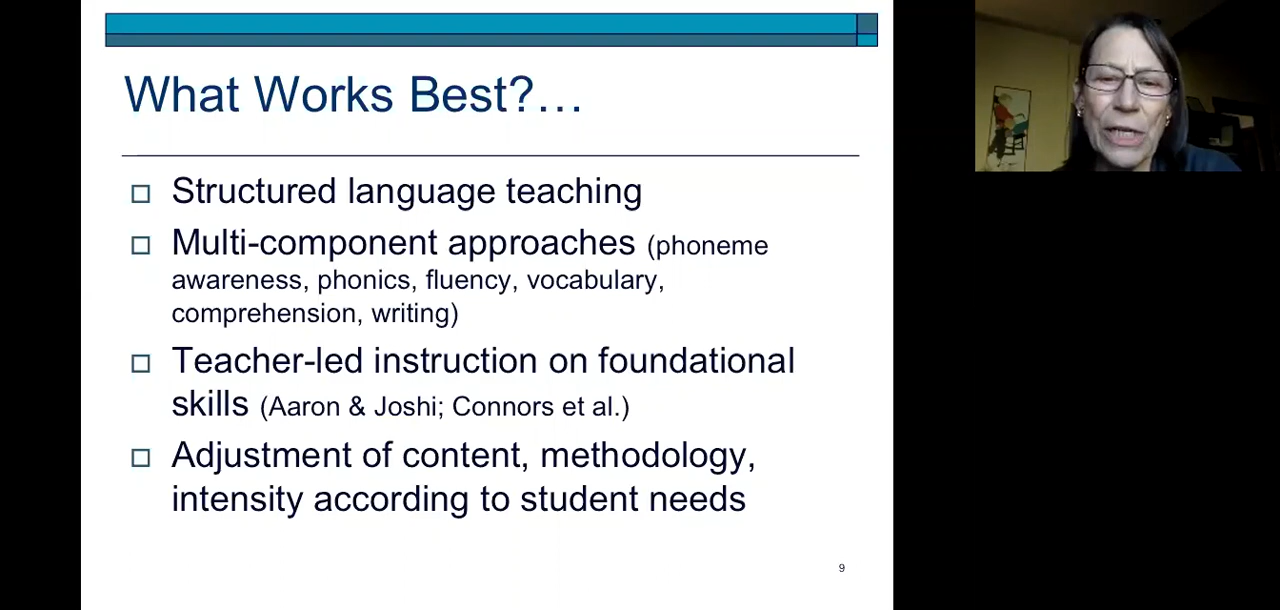 What Works Best?…
Structured language teaching
Multi-component approaches (phoneme
awareness, phonics, fluency, vocabulary,
comprehension, writing)
Teacher-led instruction on foundational
skills (Aaron & Joshi; Connors et al.)
Adjustment of content, methodology,
intensity according to student needs
9